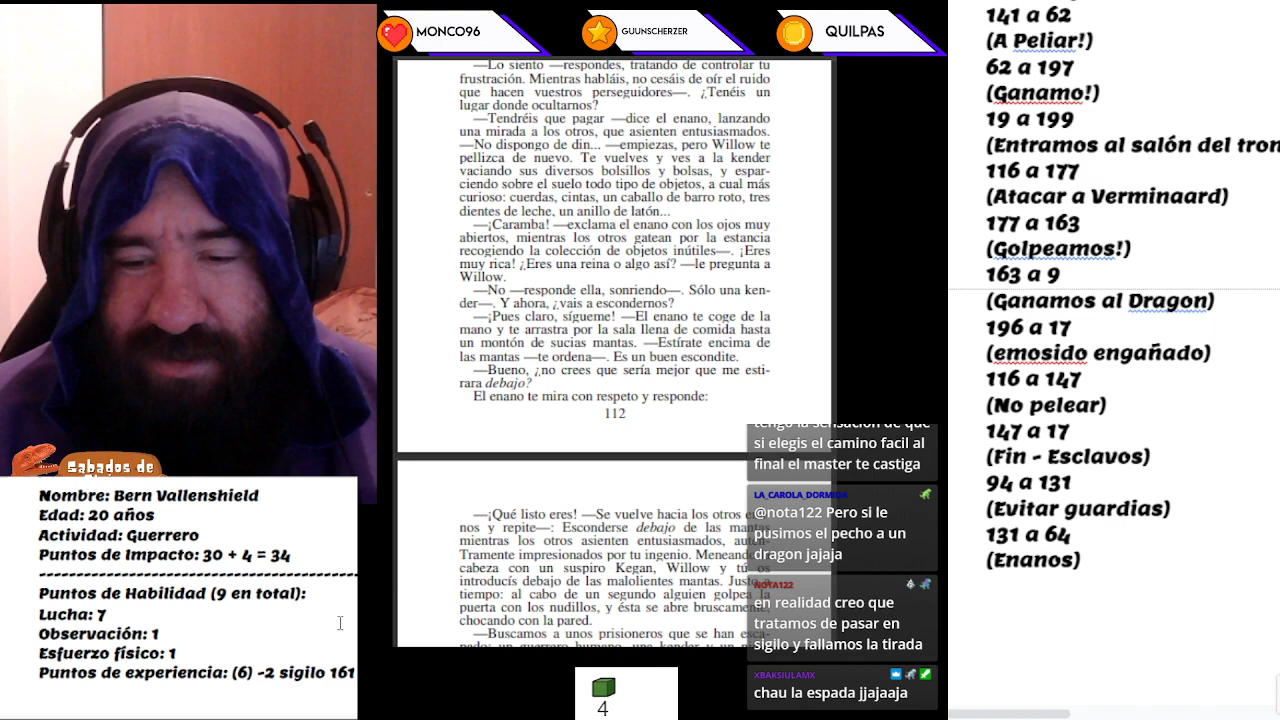 MONCO96
GUUNSCHERZER
QUILPAS
—Lo siento —respondes, tratando de controlar tu
frustración. Mientras habláis, no cesáis de oír el ruido
que hacen vuestros perseguidores—. ¿Tenéis un
lugar donde ocultarnos?
—Tendréis que pagar —dice el enano, lanzando
una mirada a los otros, que asienten entusiasmados.
—No dispongo de din... —empiezas, pero Willow te
pellizca de nuevo. Te vuelves y ves a la kender
vaciando sus diversos bolsillos y bolsas, y espar-
ciendo sobre el suelo todo tipo de objetos, a cual más
curioso: cuerdas, cintas, un caballo de barro roto, tres
dientes de leche, un anillo de latón...
—¡Caramba! —exclama el enano con los ojos muy
abiertos, mientras los otros gatean por la estancia
recogiendo la colección de objetos inútiles—. ¡Eres
muy rica! ¿Eres una reina o algo así? —le pregunta a
Willow.
—No —responde ella, sonriendo—. Sólo una ken-
der—. Y ahora, ¿vais a escondernos?
—¡Pues claro, sígueme! —El enano te coge de la
mano y te arrastra por la sala llena de comida hasta
un montón de sucias mantas. —Estírate encima de
las mantas —te ordena—. Es un buen escondite.
—Bueno, ¿no crees que sería mejor que me esti-
rara debajo?
El enano te mira con respeto y responde:
112
—¡Qué listo eres! —Se vuelve hacia los otros
nos y repite—: Esconderse debajo de las mantas
mientras los otros asienten entusiasmados,
Tramente impresionados por tu ingenio. Meneand
cabeza con un suspiro Kegan, Willow y tú os
introducís debajo de las malolientes mantas. Justo
tiempo: al cabo de un segundo alguien golpea
puerta con los nudillos, y ésta se abre bruscamen
chocando con la pared.
—Buscamos a unos prisioneros que se han
4
tengo la sensación de que
si elegis el camino facil al
final el master te castiga
LA_CAROLA_DORMIDA
@nota122 Pero si le
pusimos el pecho a un
dragon jajaja
NOTA122
en realidad creo que
tratamos de pasar en
sigilo y fallamos la tirada
XBAKSIULAMX
chau la espada jjajaaja
141 a 62
(A Peliar!)
62 a 197
(Ganamo!)
19 a 199
(Entramos al salón del tron
116 a 177
(Atacar a Verminaard)
177 a 163
(Golpeamos!)
163 a 9
(Ganamos al Dragon)
196 a 17
(emosido engañado)
116 a 147
(No pelear)
147 a 17
(Fin - Esclavos)
94 a 131
(Evitar guardias)
131 a 64
(Enanos)
Sabados de
Nombre: Bern Vallenshield
Edad: 20 años
Actividad: Guerrero
Puntos de Impacto: 30 + 4 = 34
Puntos de Habilidad (9 en total):
Lucha: 7
Observación: 1
Esfuerzo físico: 1
Puntos de experiencia: (6) -2 sigilo 161